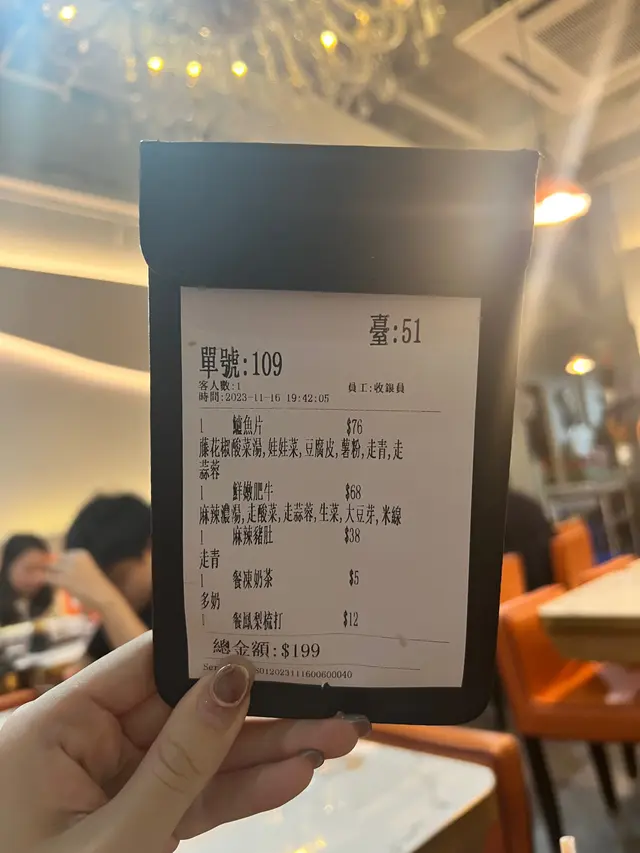 臺:51
單號:109
客人數:1 員工:收銀員
時間:2023-11-16 19:42:05
1 鱸魚片 $76
藤花椒酸菜湯,娃娃菜,豆腐皮,薯粉,走青,走
蒜蓉
1 鮮嫩肥牛 $68
麻辣濃湯,走酸菜,走蒜蓉,生菜,大豆芽,米線
1 麻辣豬肚 $38
走青
1 餐凍奶茶 $5
多奶
1 餐鳳梨梳打 $12
總金額:$199
012023111600600040